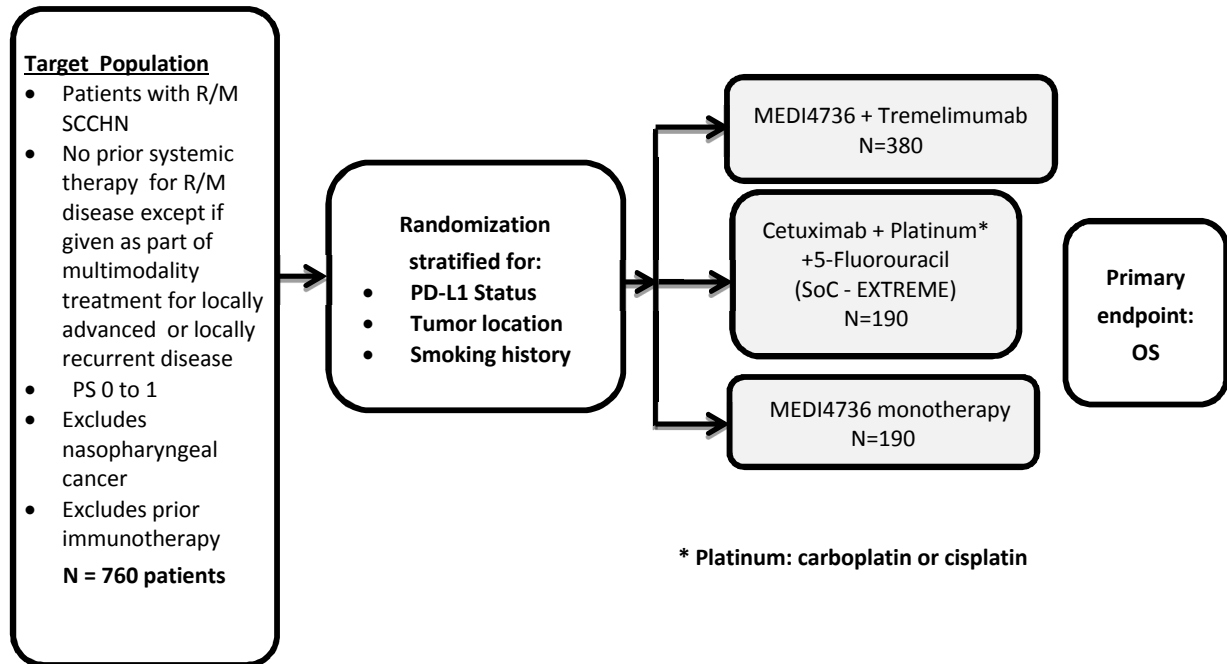 Target Population
• Patients with R/M
SCCHN
• No prior systemic
therapy for R/M
disease except if
given as part of
multimodality
treatment for locally
advanced or locally
recurrent disease
• PS 0 to 1
• Excludes
nasopharyngeal
cancer
• Excludes prior
immunotherapy
N = 760 patients
Randomization
stratified for:
• PD-L1 Status
• Tumor location
• Smoking history
MEDI4736 + Tremelimumab
N=380
Cetuximab + Platinum*
+5-Fluorouracil
(SoC - EXTREME)
N=190
MEDI4736 monotherapy
N=190
Primary
endpoint:
OS
* Platinum: carboplatin or cisplatin